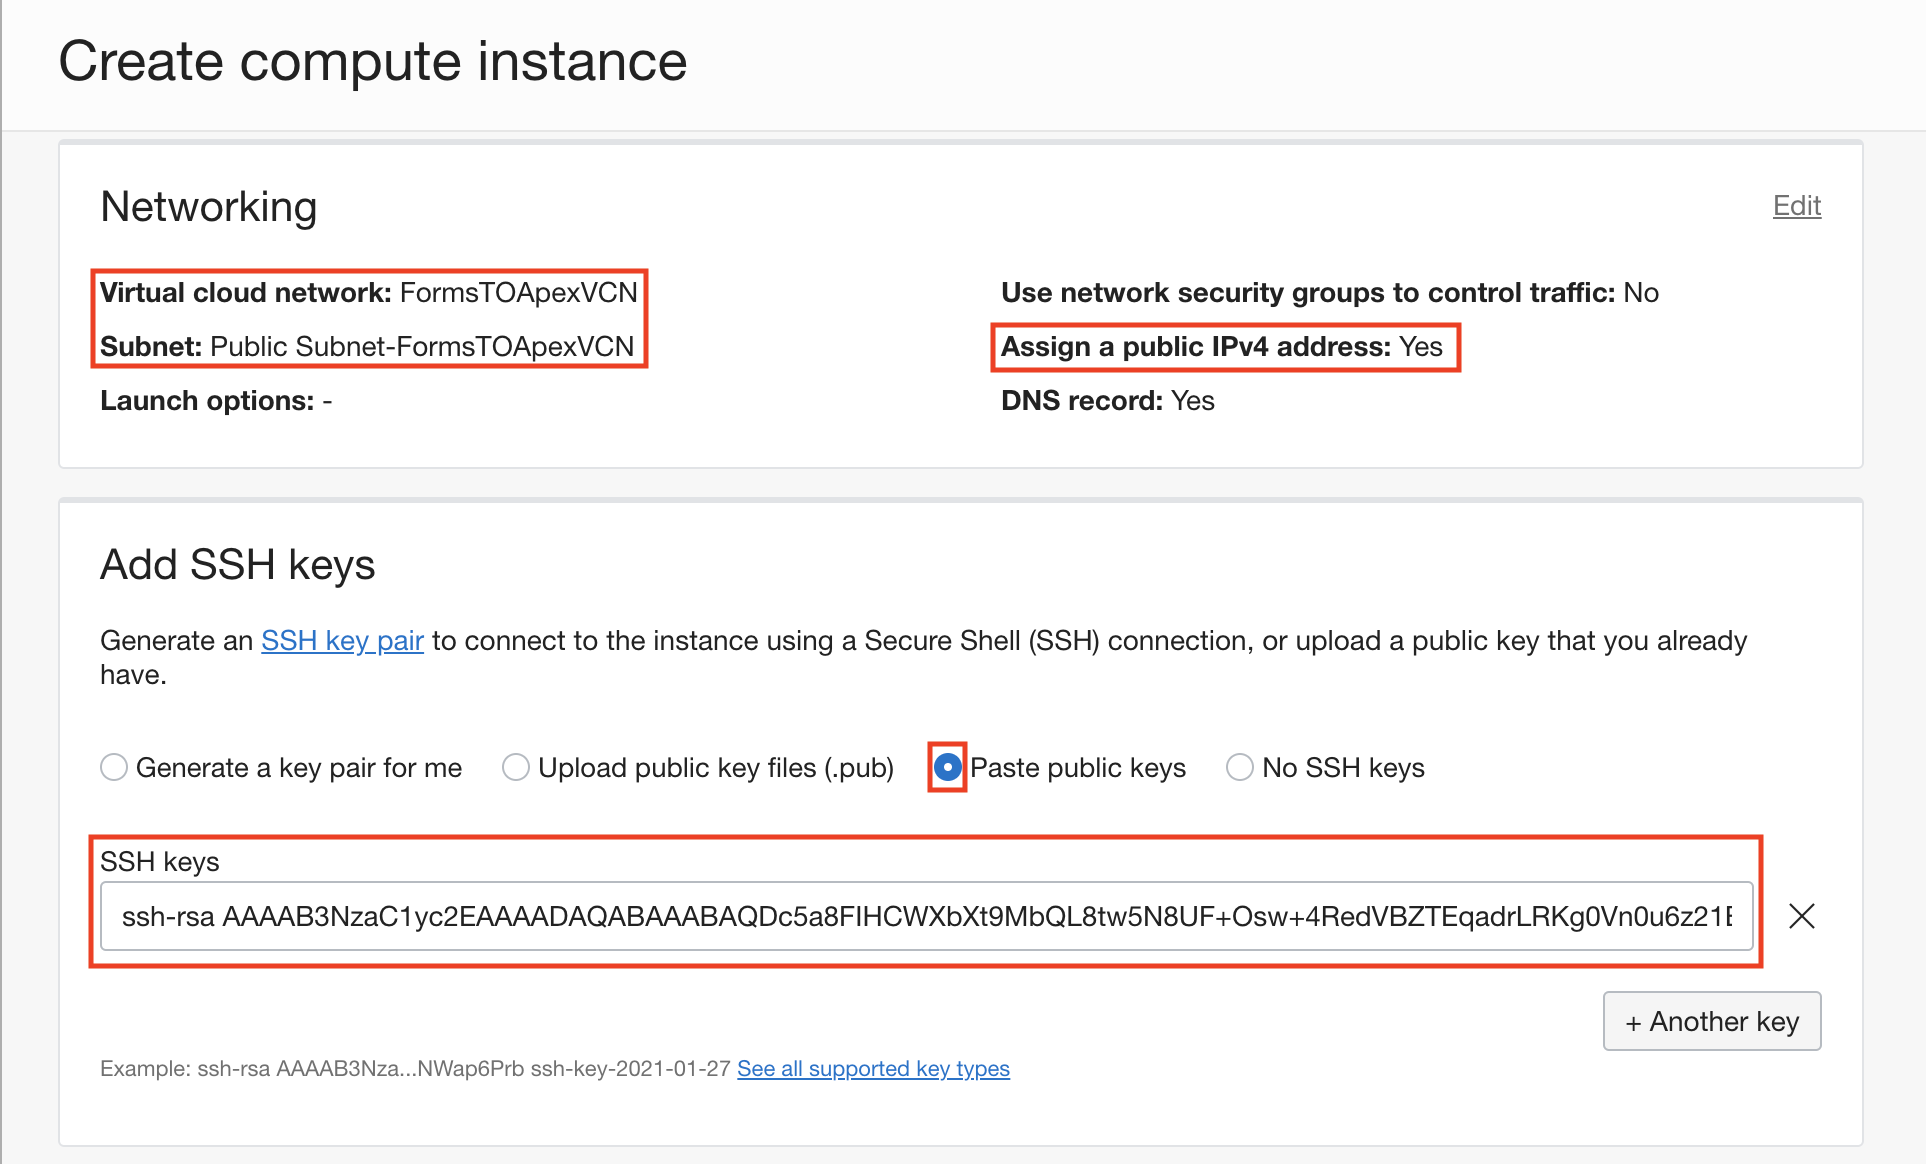 Create compute instance
Networking
Edit
Virtual cloud network: FormsTOApexVCN
Subnet: Public Subnet-FormsTOApexVCN
Launch options: -
Use network security groups to control traffic: No
Assign a public IPv4 address: Yes
DNS record: Yes
Add SSH keys
Generate an SSH key pair to connect to the instance using a Secure Shell (SSH) connection, or upload a public key that you already
have.
Generate a key pair for me
Upload public key files (.pub)
Paste public keys
No SSH keys
SSH keys
ssh-rsa AAAAB3NzaC1yc2EAAAADAQABAAABAQDc5a8FIHCWXbXt9MbQL8tw5N8UF+Osw+4RedVBZTEqadrLRKg0Vn0u6z21E
+ Another key
Example: ssh-rsa AAAAB3Nza...NWap6Prb ssh-key-2021-01-27 See all supported key types